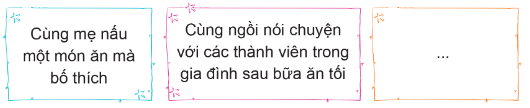 Cùng mẹ nấu
một món ăn mà
bố thích
Cùng ngồi nói chuyện
với các thành viên trong
gia đình sau bữa ăn tối
...